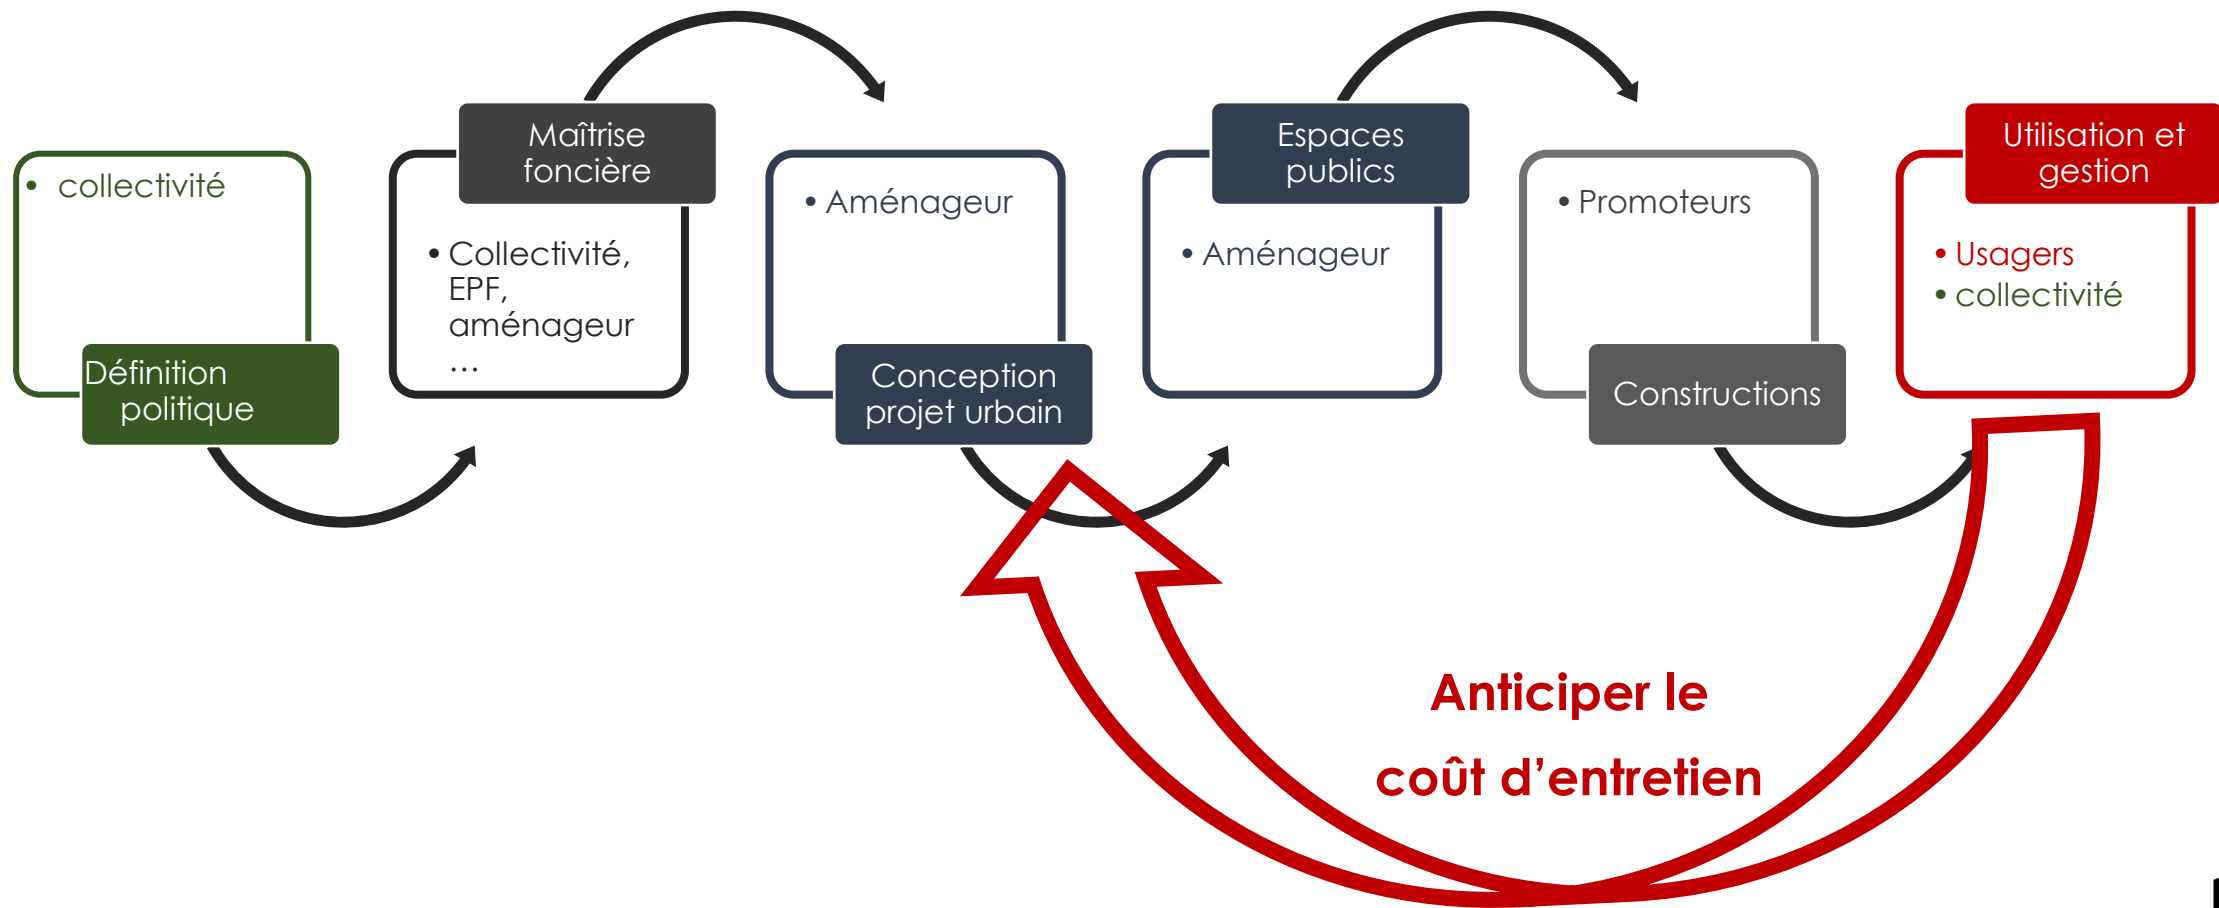 • collectivité
Définition
politique
Maîtrise
foncière
• Collectivité,
EPF,
aménageur
…
• Aménageur
Conception
projet urbain
Espaces
publics
• Aménageur
• Promoteurs
Constructions
Utilisation et
gestion
• Usagers
• collectivité
Anticiper le
coût d’entretien